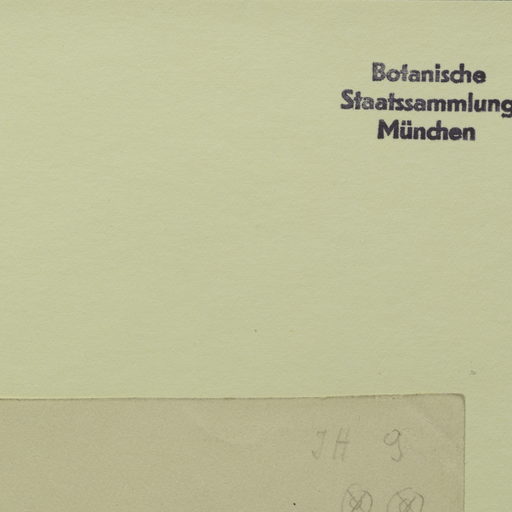 Botanische
Staatssammlung
München
JH 9